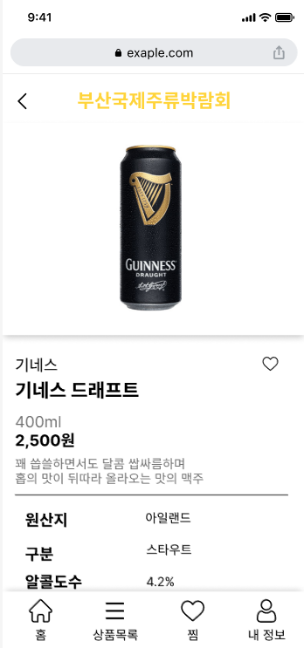 9:41
exaple.com
부산국제주류박람회
GUINNESS
DRAUGHT
기네스
기네스 드래프트
400ml
2,500원
꽤 씁쓸하면서도 달콤 쌉싸름하며
홉의 맛이 뒤따라 올라오는 맛의 맥주
원산지 아일랜드
구분 스타우트
알콜도수 4.2%
홈 상품목록 찜 내 정보